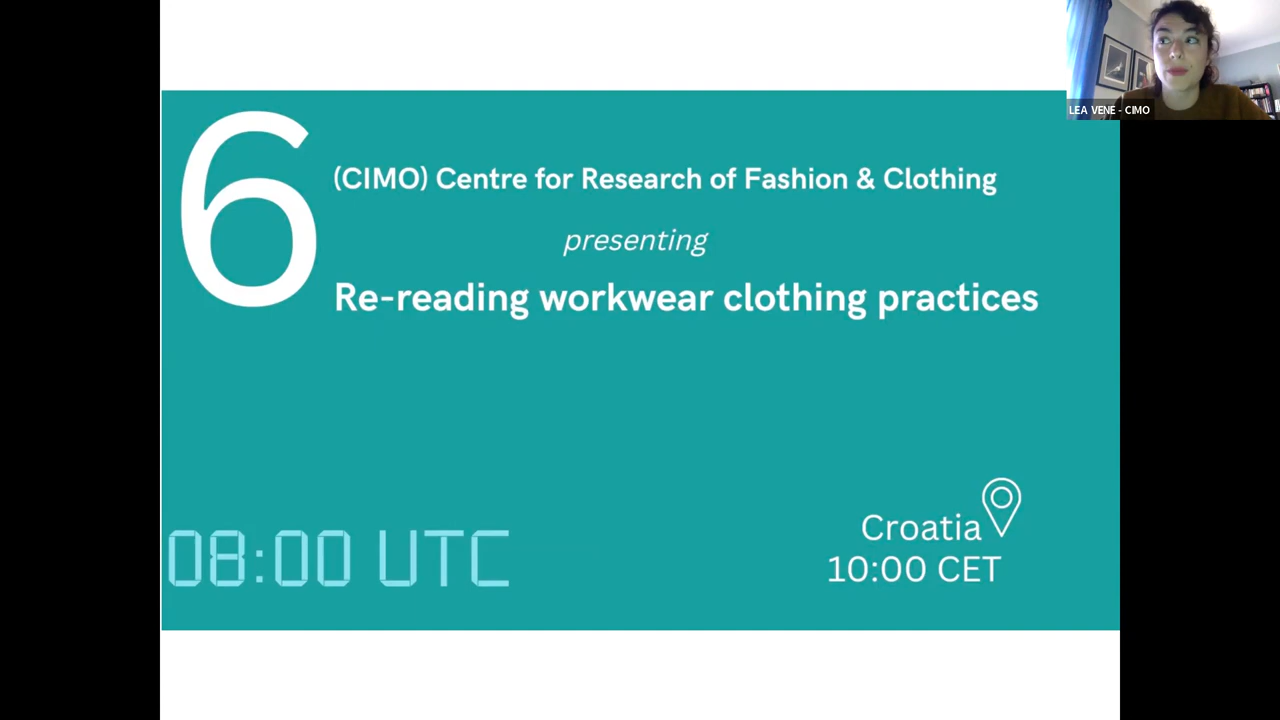 LEA VENE - CIMO
6
(CIMO) Centre for Research of Fashion & Clothing
presenting
Re-reading workwear clothing practices
08:00 UTC
Croatia
10:00 CET